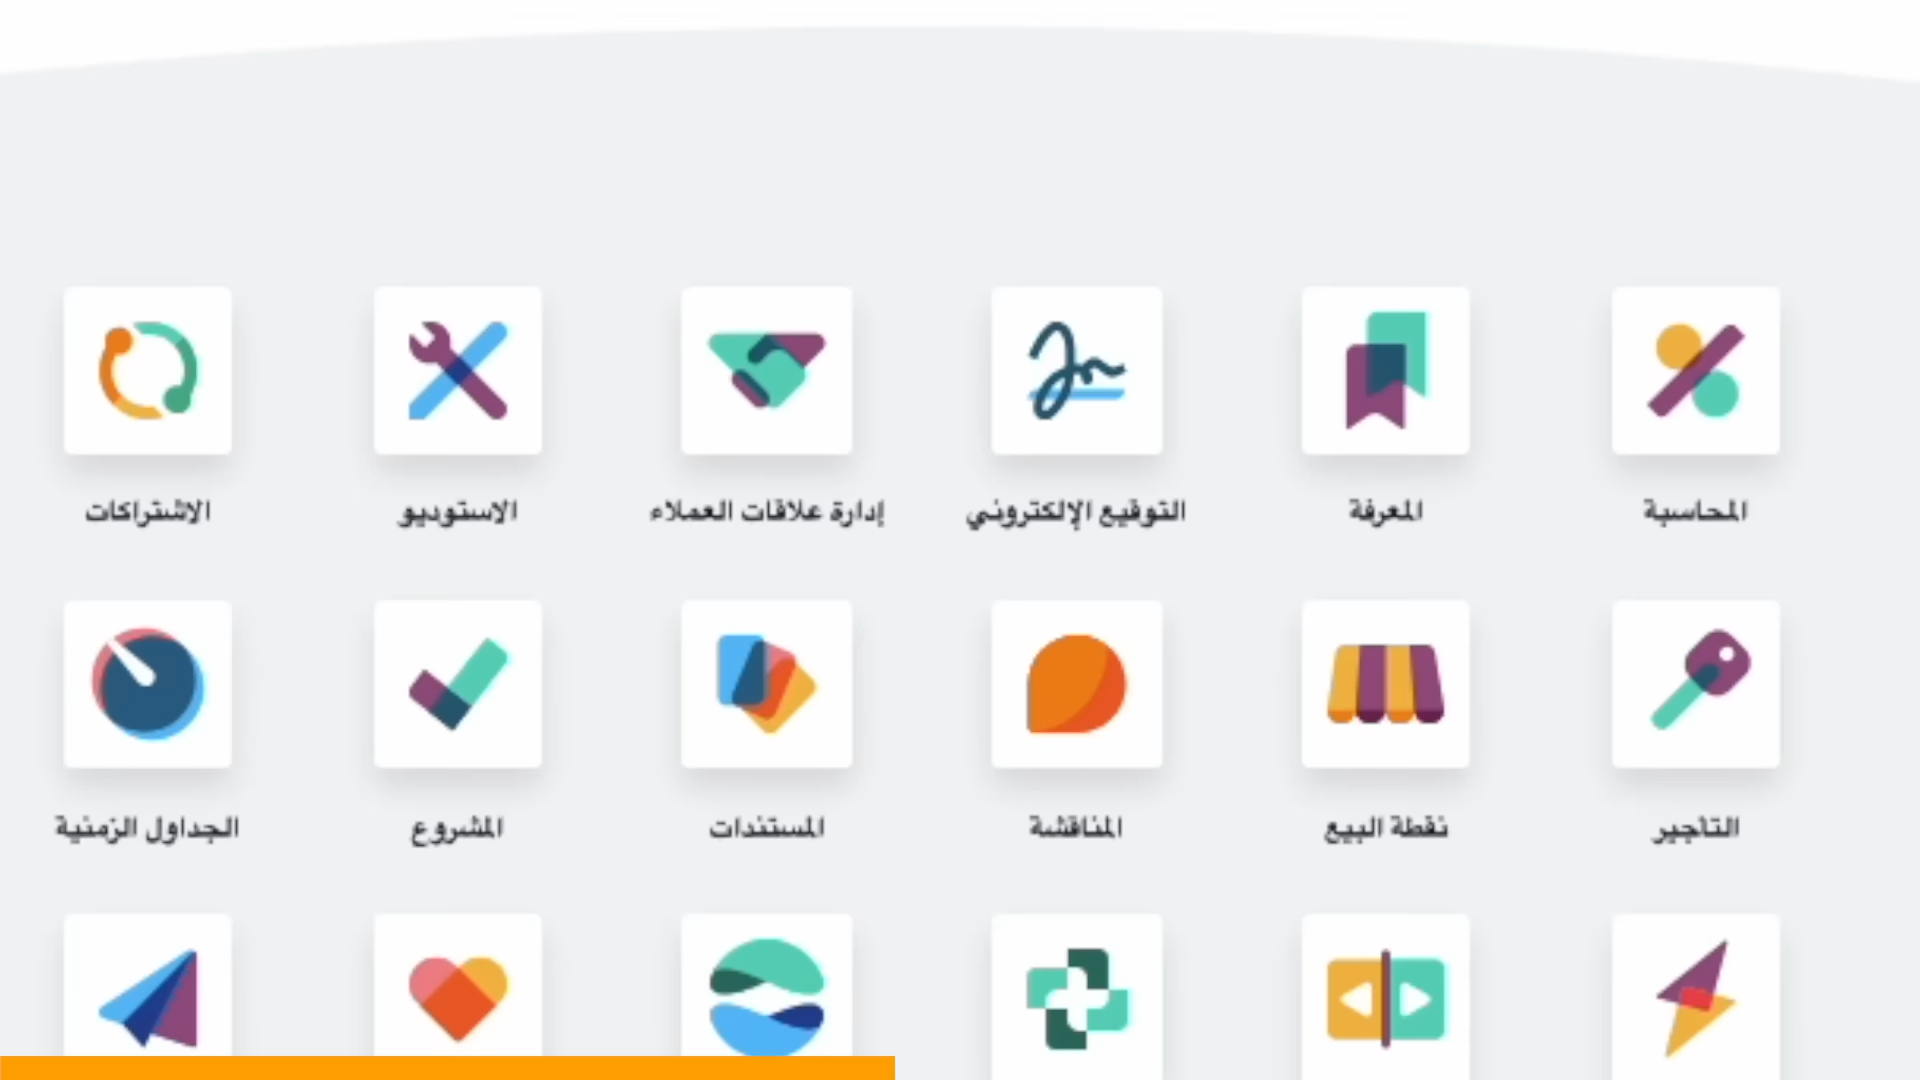 المحاسبة
المعرفة
التوقيع الإلكتروني
إدارة علاقات العملاء
الاستوديو
الاشتراكات
التأجير
نقطة البيع
المناقشة
المستندات
المشروع
الجداول الزمنية